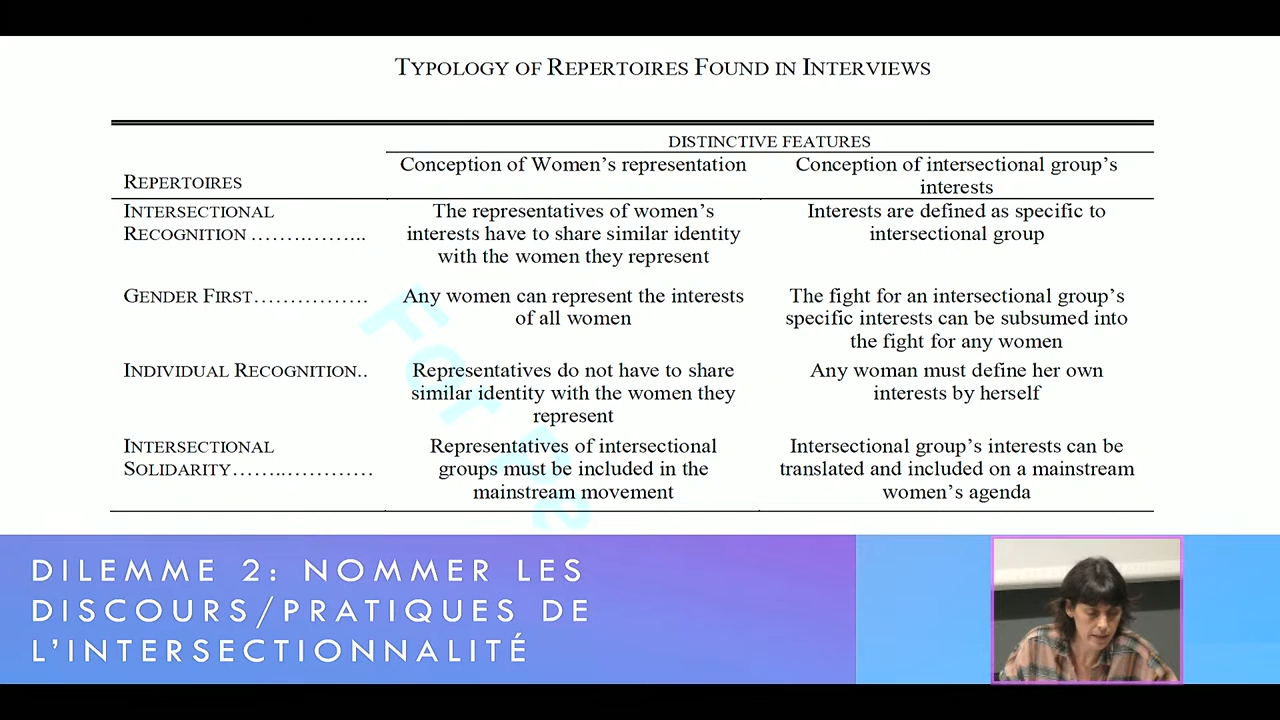 TYPOLOGY OF REPERTOIRES FOUND IN INTERVIEWS
DISTINCTIVE FEATURES
REPERTOIRES
Conception of Women's representation
Conception of intersectional group's
interests
INTERSECTIONAL
RECOGNITION ……..……...
The representatives of women's
interests have to share similar identity
with the women they represent
Interests are defined as specific to
intersectional group
GENDER FIRST…………….
Any women can represent the interests
of all women
The fight for an intersectional group's
specific interests can be subsumed into
the fight for any women
INDIVIDUAL RECOGNITION..
Representatives do not have to share
similar identity with the women they
represent
Any woman must define her own
interests by herself
INTERSECTIONAL
SOLIDARITY……..…………
Representatives of intersectional
groups must be included in the
mainstream movement
Intersectional group's interests can be
translated and included on a mainstream
women's agenda
For Pe
DILEMME 2: NOMMER LES
DISCOURS/PRATIQUES DE
L'INTERSECTIONNALITÉ